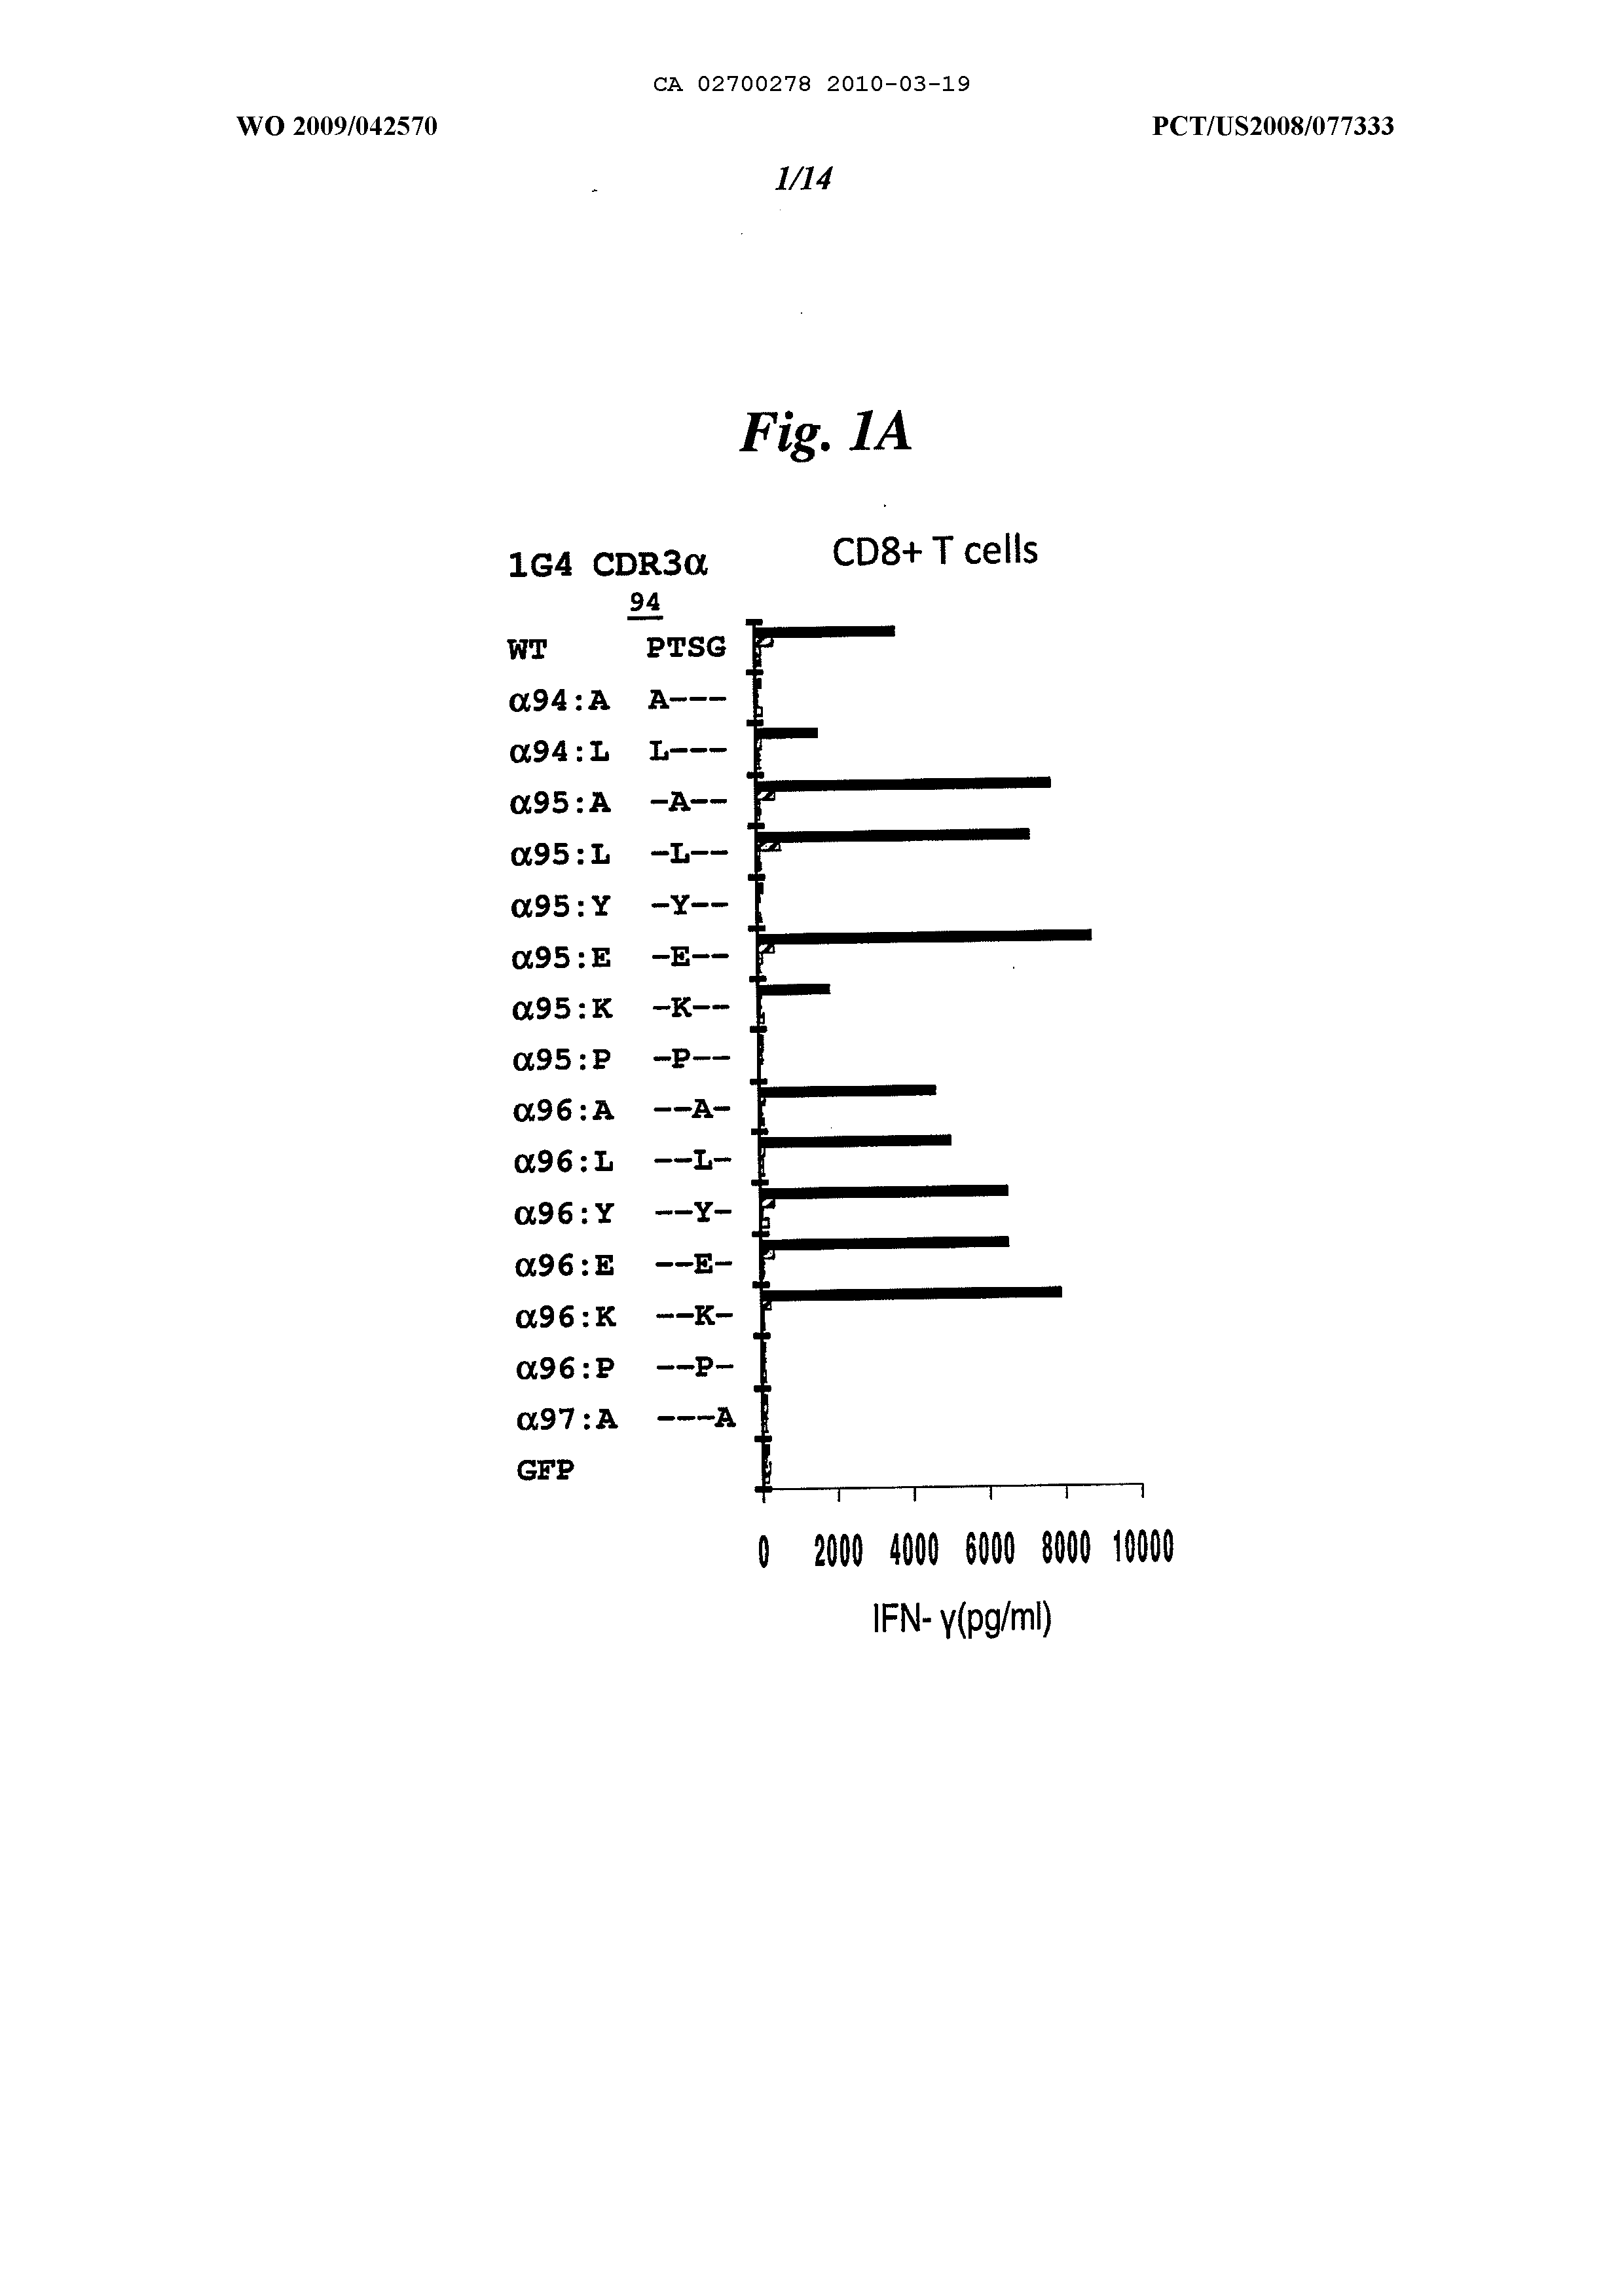 CA 02700278 2010-03-19
WO 2009/042570 PCT/US2008/077333
1/14
Fig. 1A
1G4 CDR3α CD8+ T cells
94
WT PTSG
α94:A A---
α94:L L---
α95:A -A--
α95:L -L--
α95:Y -Y--
α95:E -E--
α95:K -K--
α95:P -P--
α96:A --A-
α96:L --L-
α96:Y --Y-
α96:E --E-
α96:K --K-
α96:P --P-
α97:A ---A
GFP
0 2000 4000 6000 8000 10000
IFN- γ(pg/ml)